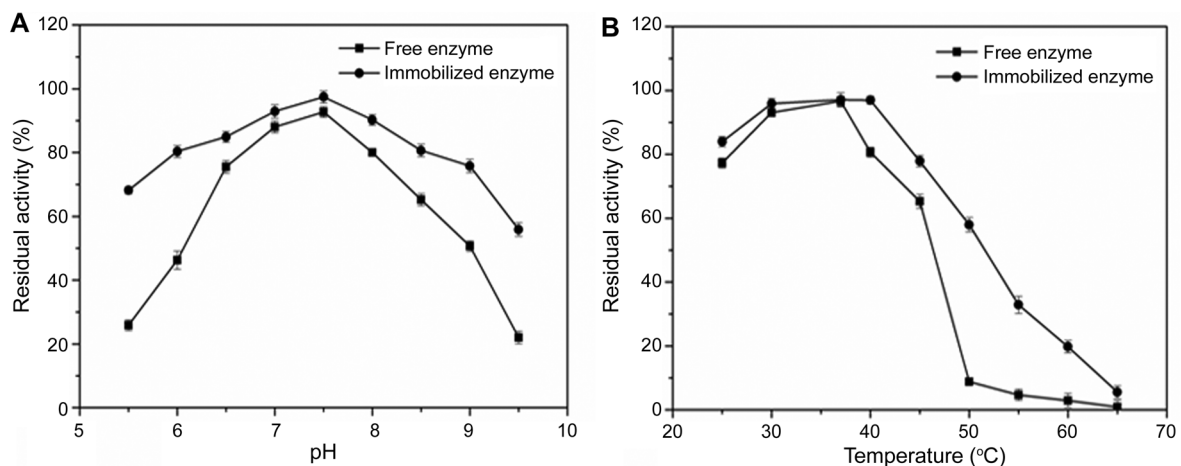 A
120
100
80
60
40
20
0
Residual activity (%)
Free enzyme
Immobilized enzyme
5 6 7 8 9 10
pH
B
120
100
80
60
40
20
0
Residual activity (%)
Free enzyme
Immobilized enzyme
20 30 40 50 60 70
Temperature (°C)